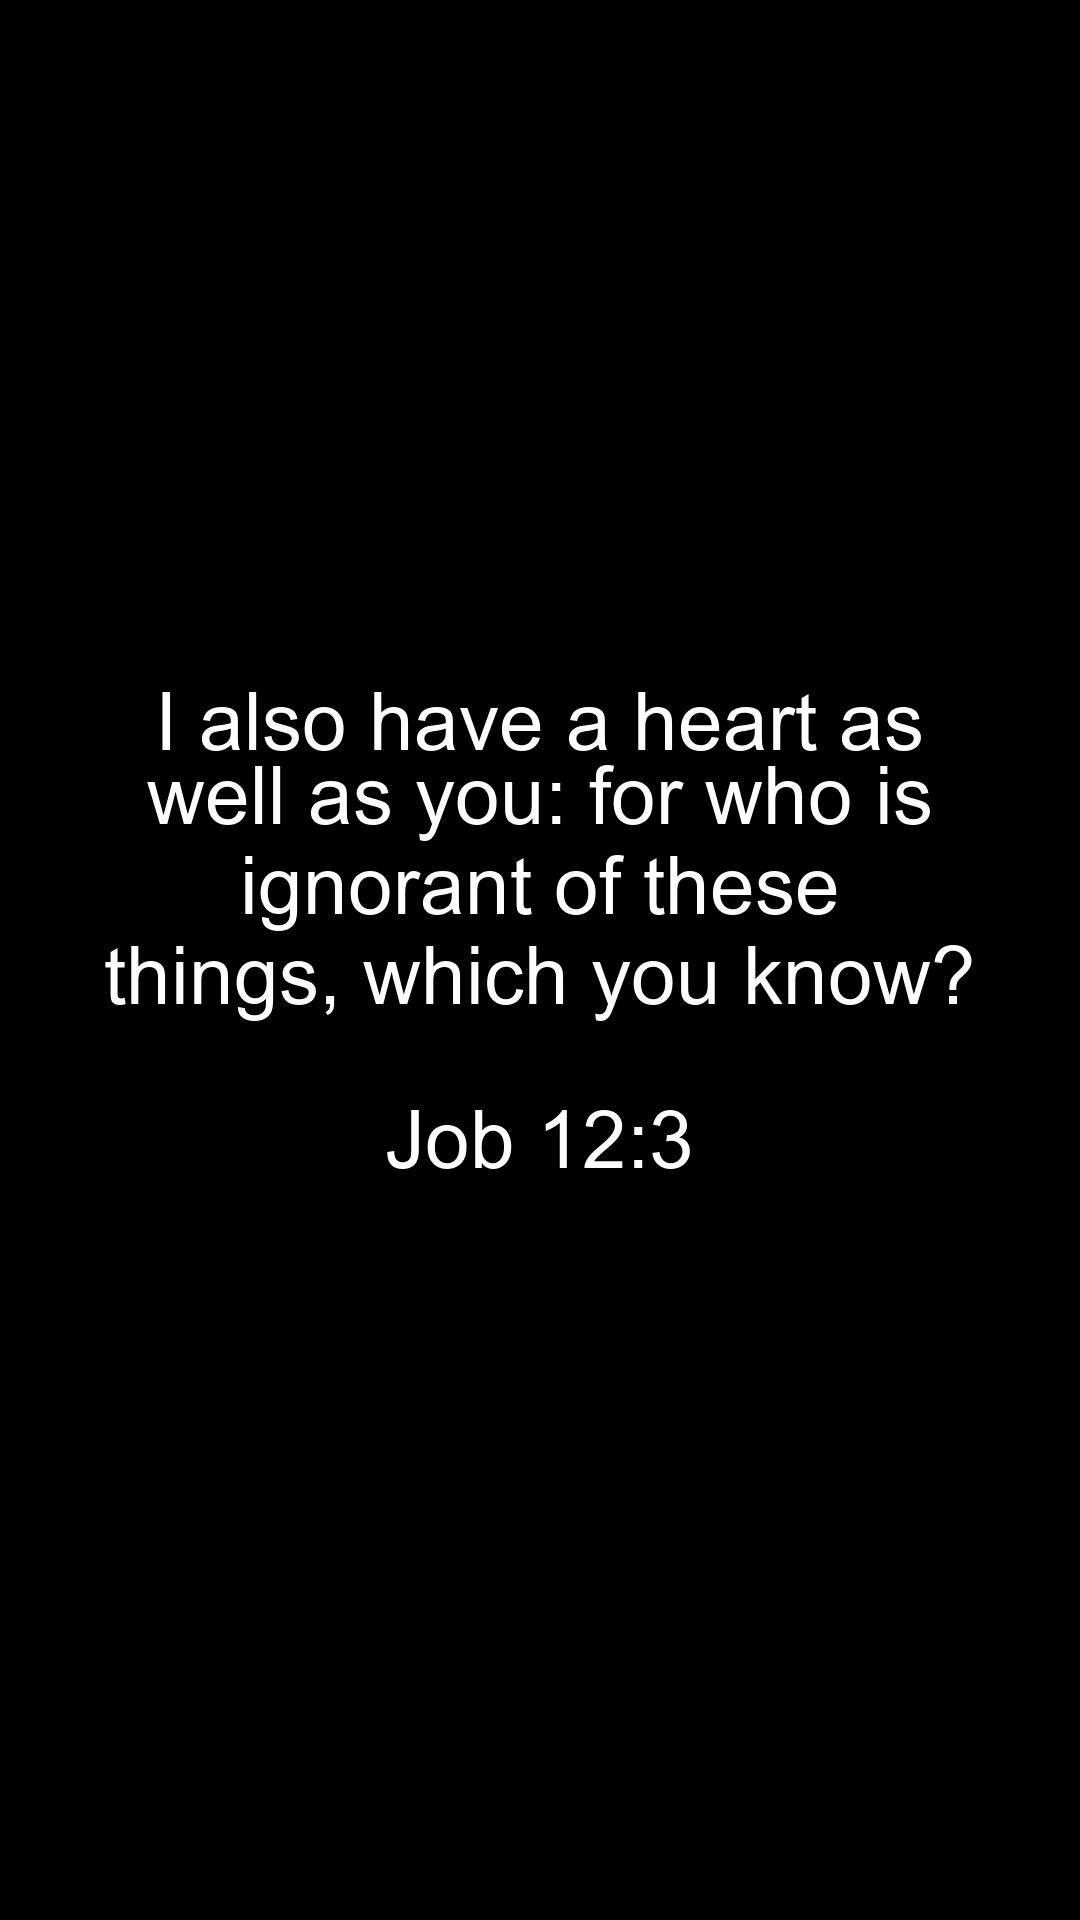 I also have a heart as
well as you: for who is
ignorant of these
things, which you know?
Job 12:3